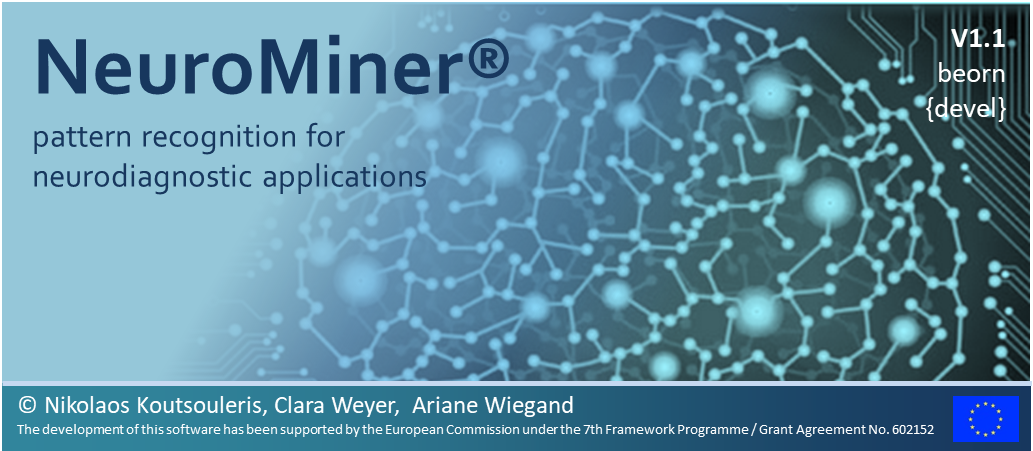 NeuroMiner®
pattern recognition for
neurodiagnostic applications
V1.1
beorn
{devel}
© Nikolaos Koutsouleris, Clara Weyer, Ariane Wiegand
The development of this software has been supported by the European Commission under the 7th Framework Programme / Grant Agreement No. 602152